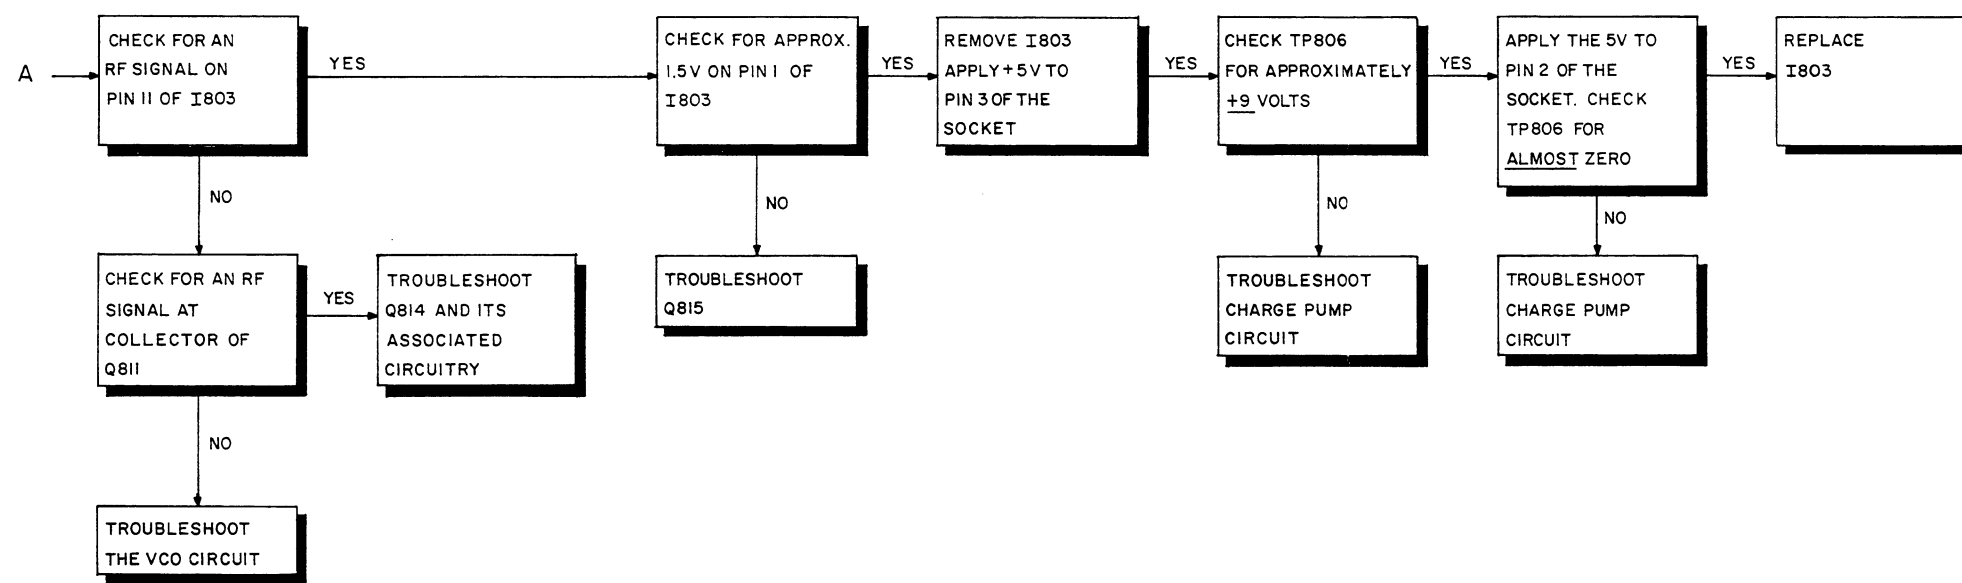 A
CHECK FOR AN
RF SIGNAL ON
PIN 11 OF I803
YES
CHECK FOR APPROX.
1.5V ON PIN 1 OF
I803
YES
REMOVE I803
APPLY +5V TO
PIN 3 OF THE
SOCKET
YES
CHECK TP806
FOR APPROXIMATELY
+9 VOLTS
YES
APPLY THE 5V TO
PIN 2 OF THE
SOCKET. CHECK
TP806 FOR
ALMOST ZERO
YES
REPLACE
I803
NO
NO
NO
NO
CHECK FOR AN RF
SIGNAL AT
COLLECTOR OF
Q811
YES
TROUBLESHOOT
Q814 AND ITS
ASSOCIATED
CIRCUITRY
TROUBLESHOOT
Q815
TROUBLESHOOT
CHARGE PUMP
CIRCUIT
TROUBLESHOOT
CHARGE PUMP
CIRCUIT
NO
TROUBLESHOOT
THE VCO CIRCUIT